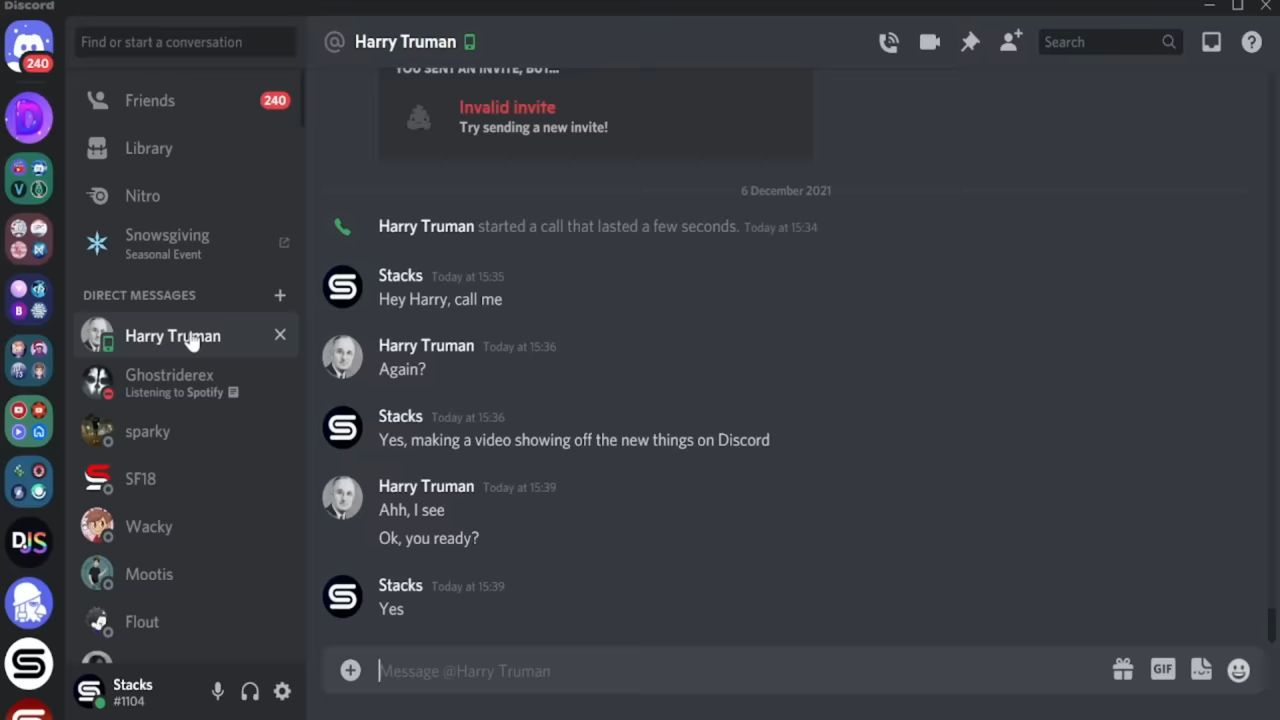 Discord
Find or start a conversation
240
Friends
240
Library
Nitro
Snowsgiving
Seasonal Event
DIRECT MESSAGES
Harry Truman
Ghostriderex
Listening to Spotify
sparky
SF18
Wacky
Mootis
Flout
DJS
Stacks
#1104
Harry Truman
Search
YOU SENT AN INVITE, BUT...
Invalid invite
Try sending a new invite!
6 December 2021
Harry Truman started a call that lasted a few seconds. Today at 15:34
Stacks Today at 15:35
Hey Harry, call me
Harry Truman Today at 15:36
Again?
Stacks Today at 15:36
Yes, making a video showing off the new things on Discord
Harry Truman Today at 15:39
Ahh, I see
Ok, you ready?
Stacks Today at 15:39
Yes
Message @Harry Truman
GIF